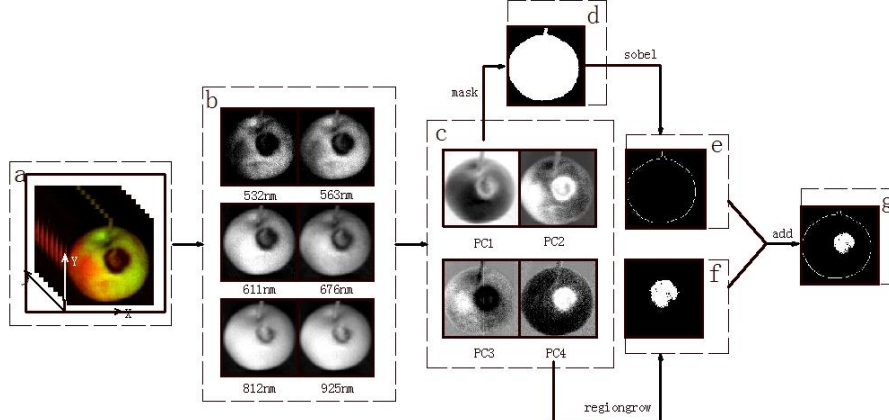 a
Y
X
λ
b
532nm 563nm
611nm 676nm
812nm 925nm
c
PC1 PC2
PC3 PC4
mask
d
sobel
e
f
regiongrow
add
g